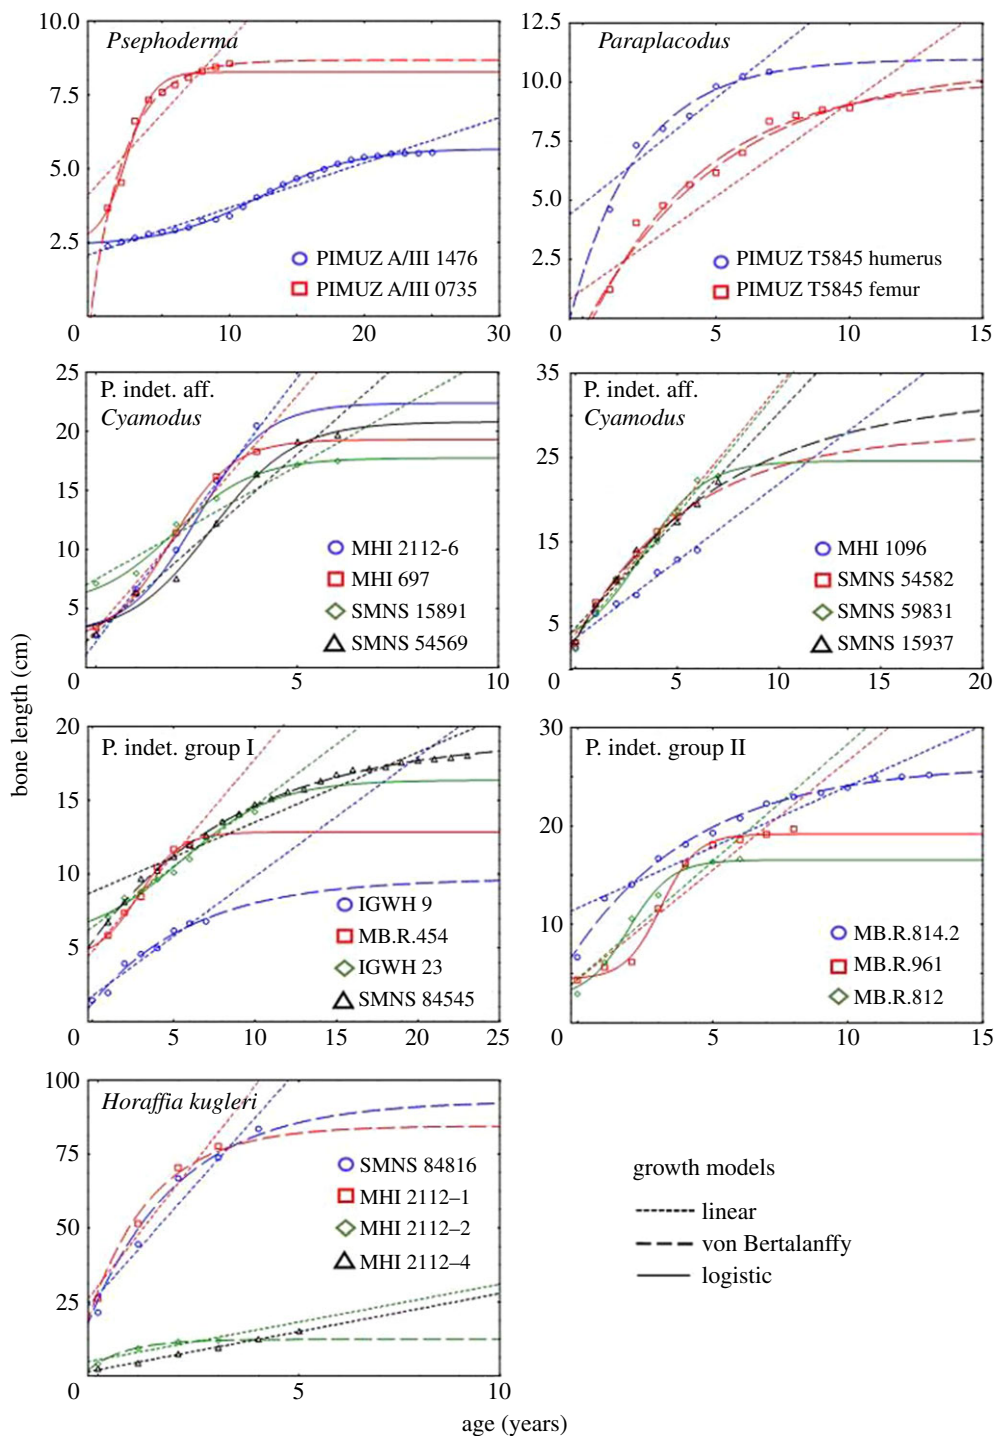 Psephoderma
10.0
7.5
5.0
2.5
0
10
20
30
PIMUZ A/III 1476
PIMUZ A/III 0735
Paraplacodus
12.5
10.0
7.5
5.0
2.5
0
5
10
15
PIMUZ T5845 humerus
PIMUZ T5845 femur
P. indet. aff.
Cyamodus
25
20
15
10
5
0
5
10
MHI 2112-6
MHI 697
SMNS 15891
SMNS 54569
P. indet. aff.
Cyamodus
35
25
15
5
0
5
10
15
20
MHI 1096
SMNS 54582
SMNS 59831
SMNS 15937
bone length (cm)
P. indet. group I
20
15
10
5
0
5
10
15
20
25
IGWH 9
MB.R.454
IGWH 23
SMNS 84545
P. indet. group II
30
20
10
0
5
10
15
MB.R.814.2
MB.R.961
MB.R.812
Horaffia kugleri
100
75
50
25
0
5
10
SMNS 84816
MHI 2112–1
MHI 2112–2
MHI 2112–4
age (years)
growth models
linear
von Bertalanffy
logistic